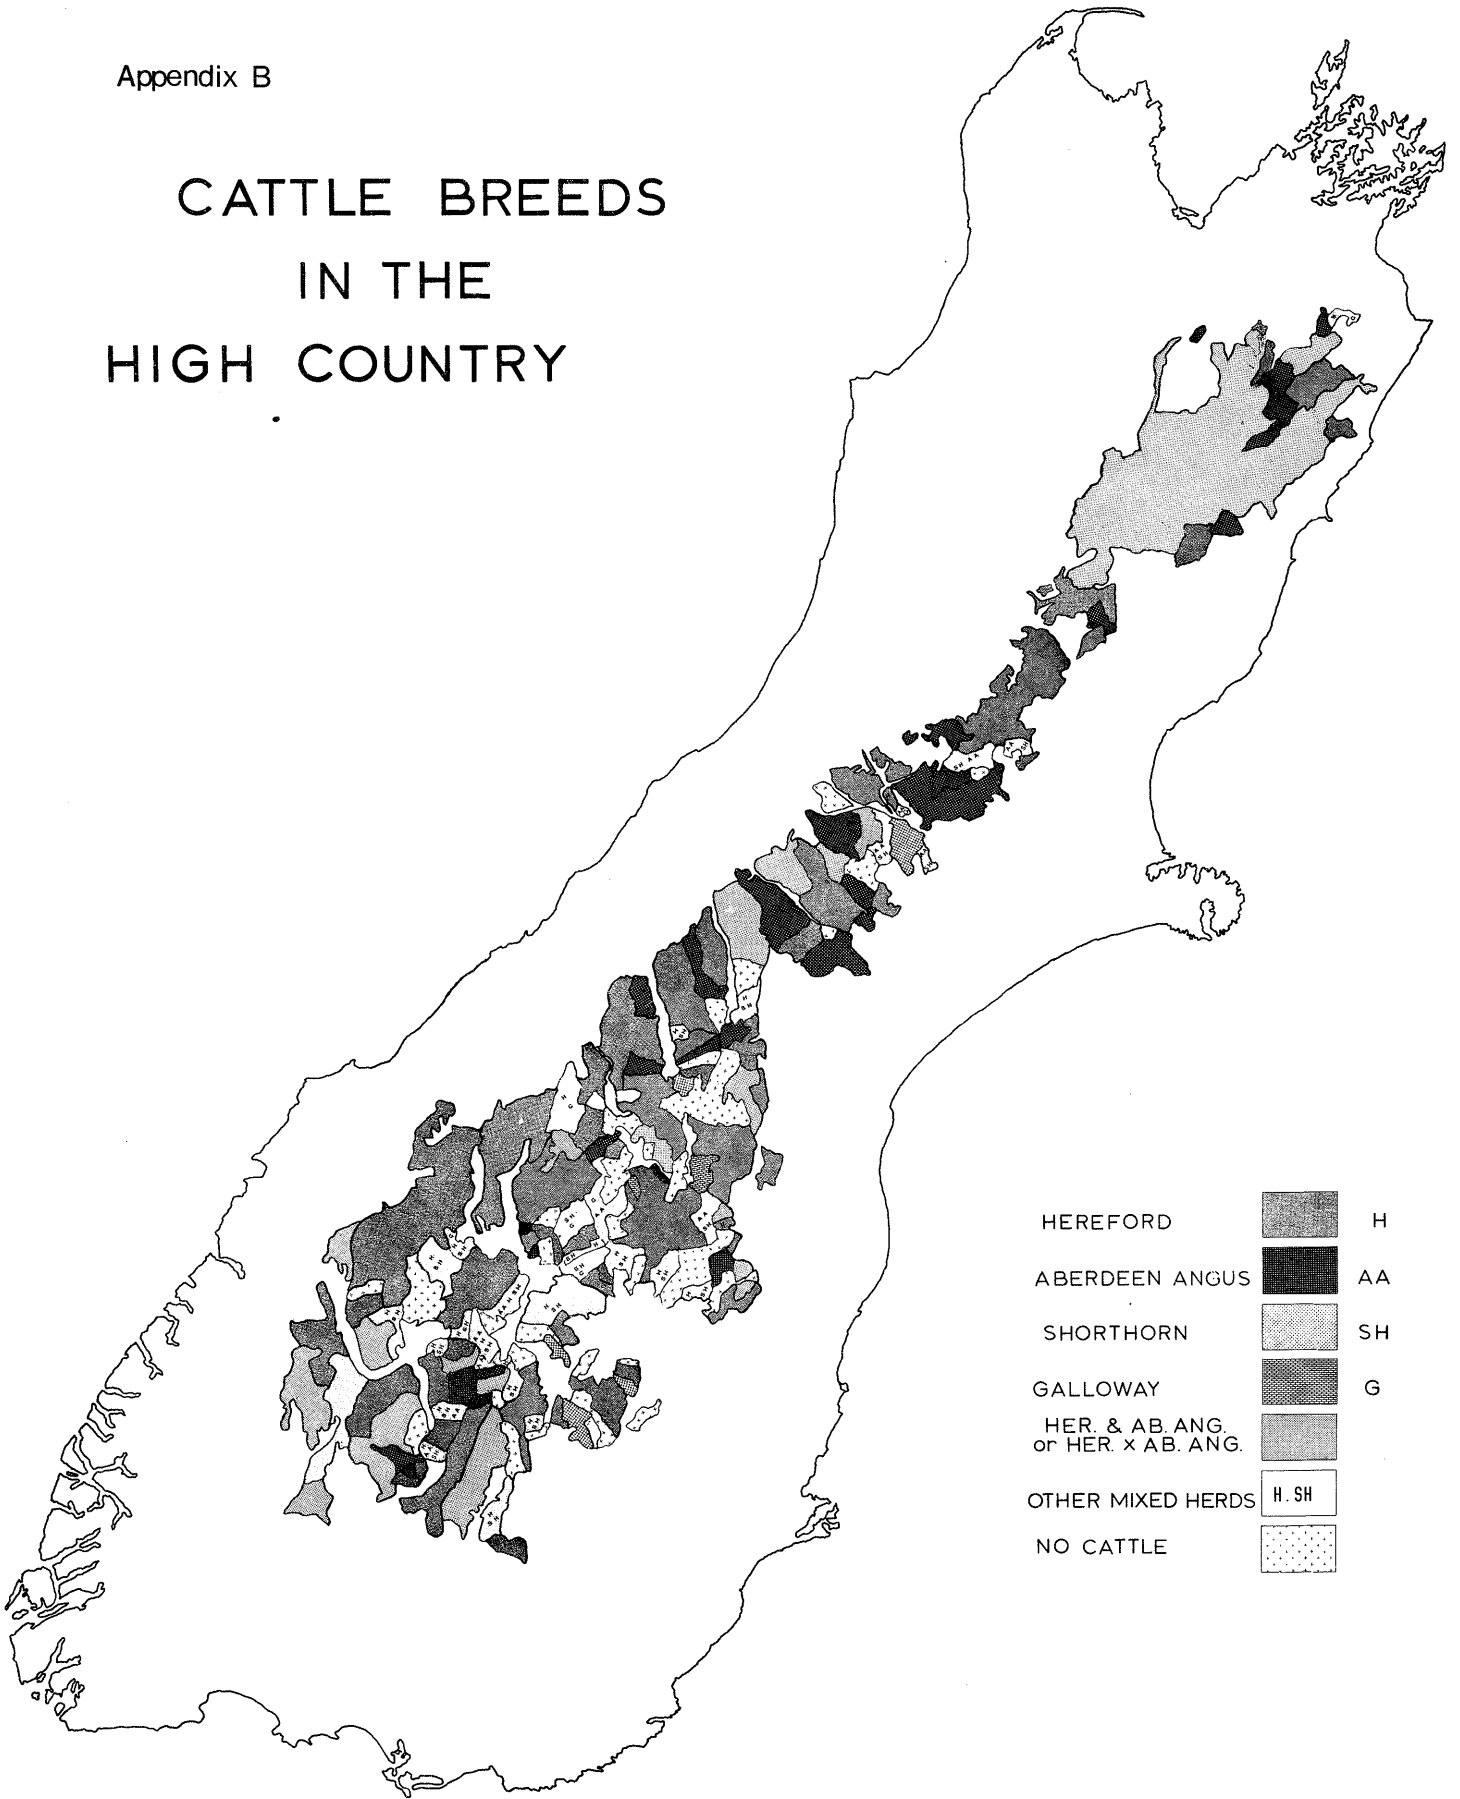 Appendix B
CATTLE BREEDS
IN THE
HIGH COUNTRY
HEREFORD H
ABERDEEN ANGUS AA
SHORTHORN SH
GALLOWAY G
HER. & AB. ANG.
or HER. x AB. ANG.
OTHER MIXED HERDS H.SH
NO CATTLE